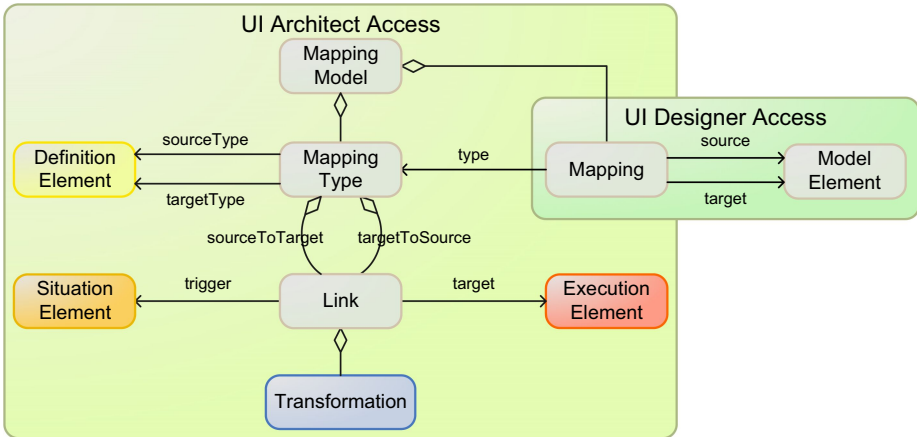 UI Architect Access
Mapping
Model
UI Designer Access
sourceType
source
Definition
Element
Mapping
Type
type
Mapping
Model
Element
targetType
target
sourceToTarget
targetToSource
Situation
Element
trigger
Link
target
Execution
Element
Transformation